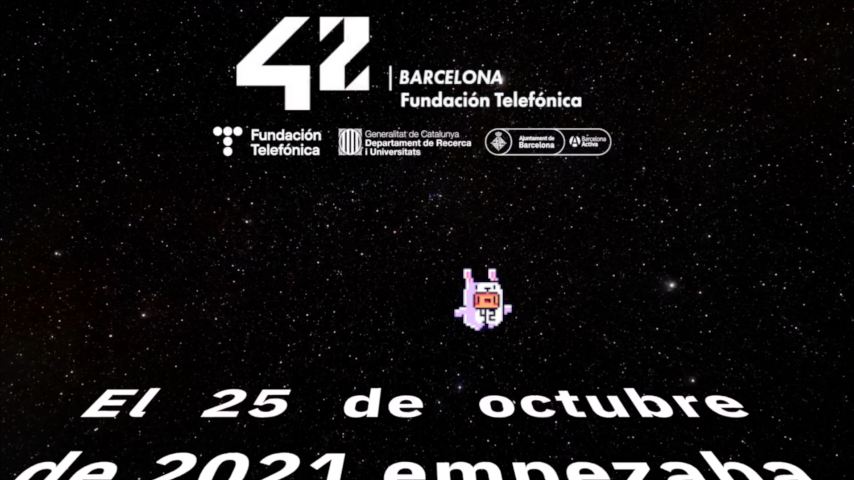 42
BARCELONA
Fundación Telefónica
Fundación
Telefónica
Generalitat de Catalunya
Departament de Recerca
i Universitats
Ajuntament de
Barcelona
Barcelona
Activa
42
El 25 de octubre
de 2021 empezaba